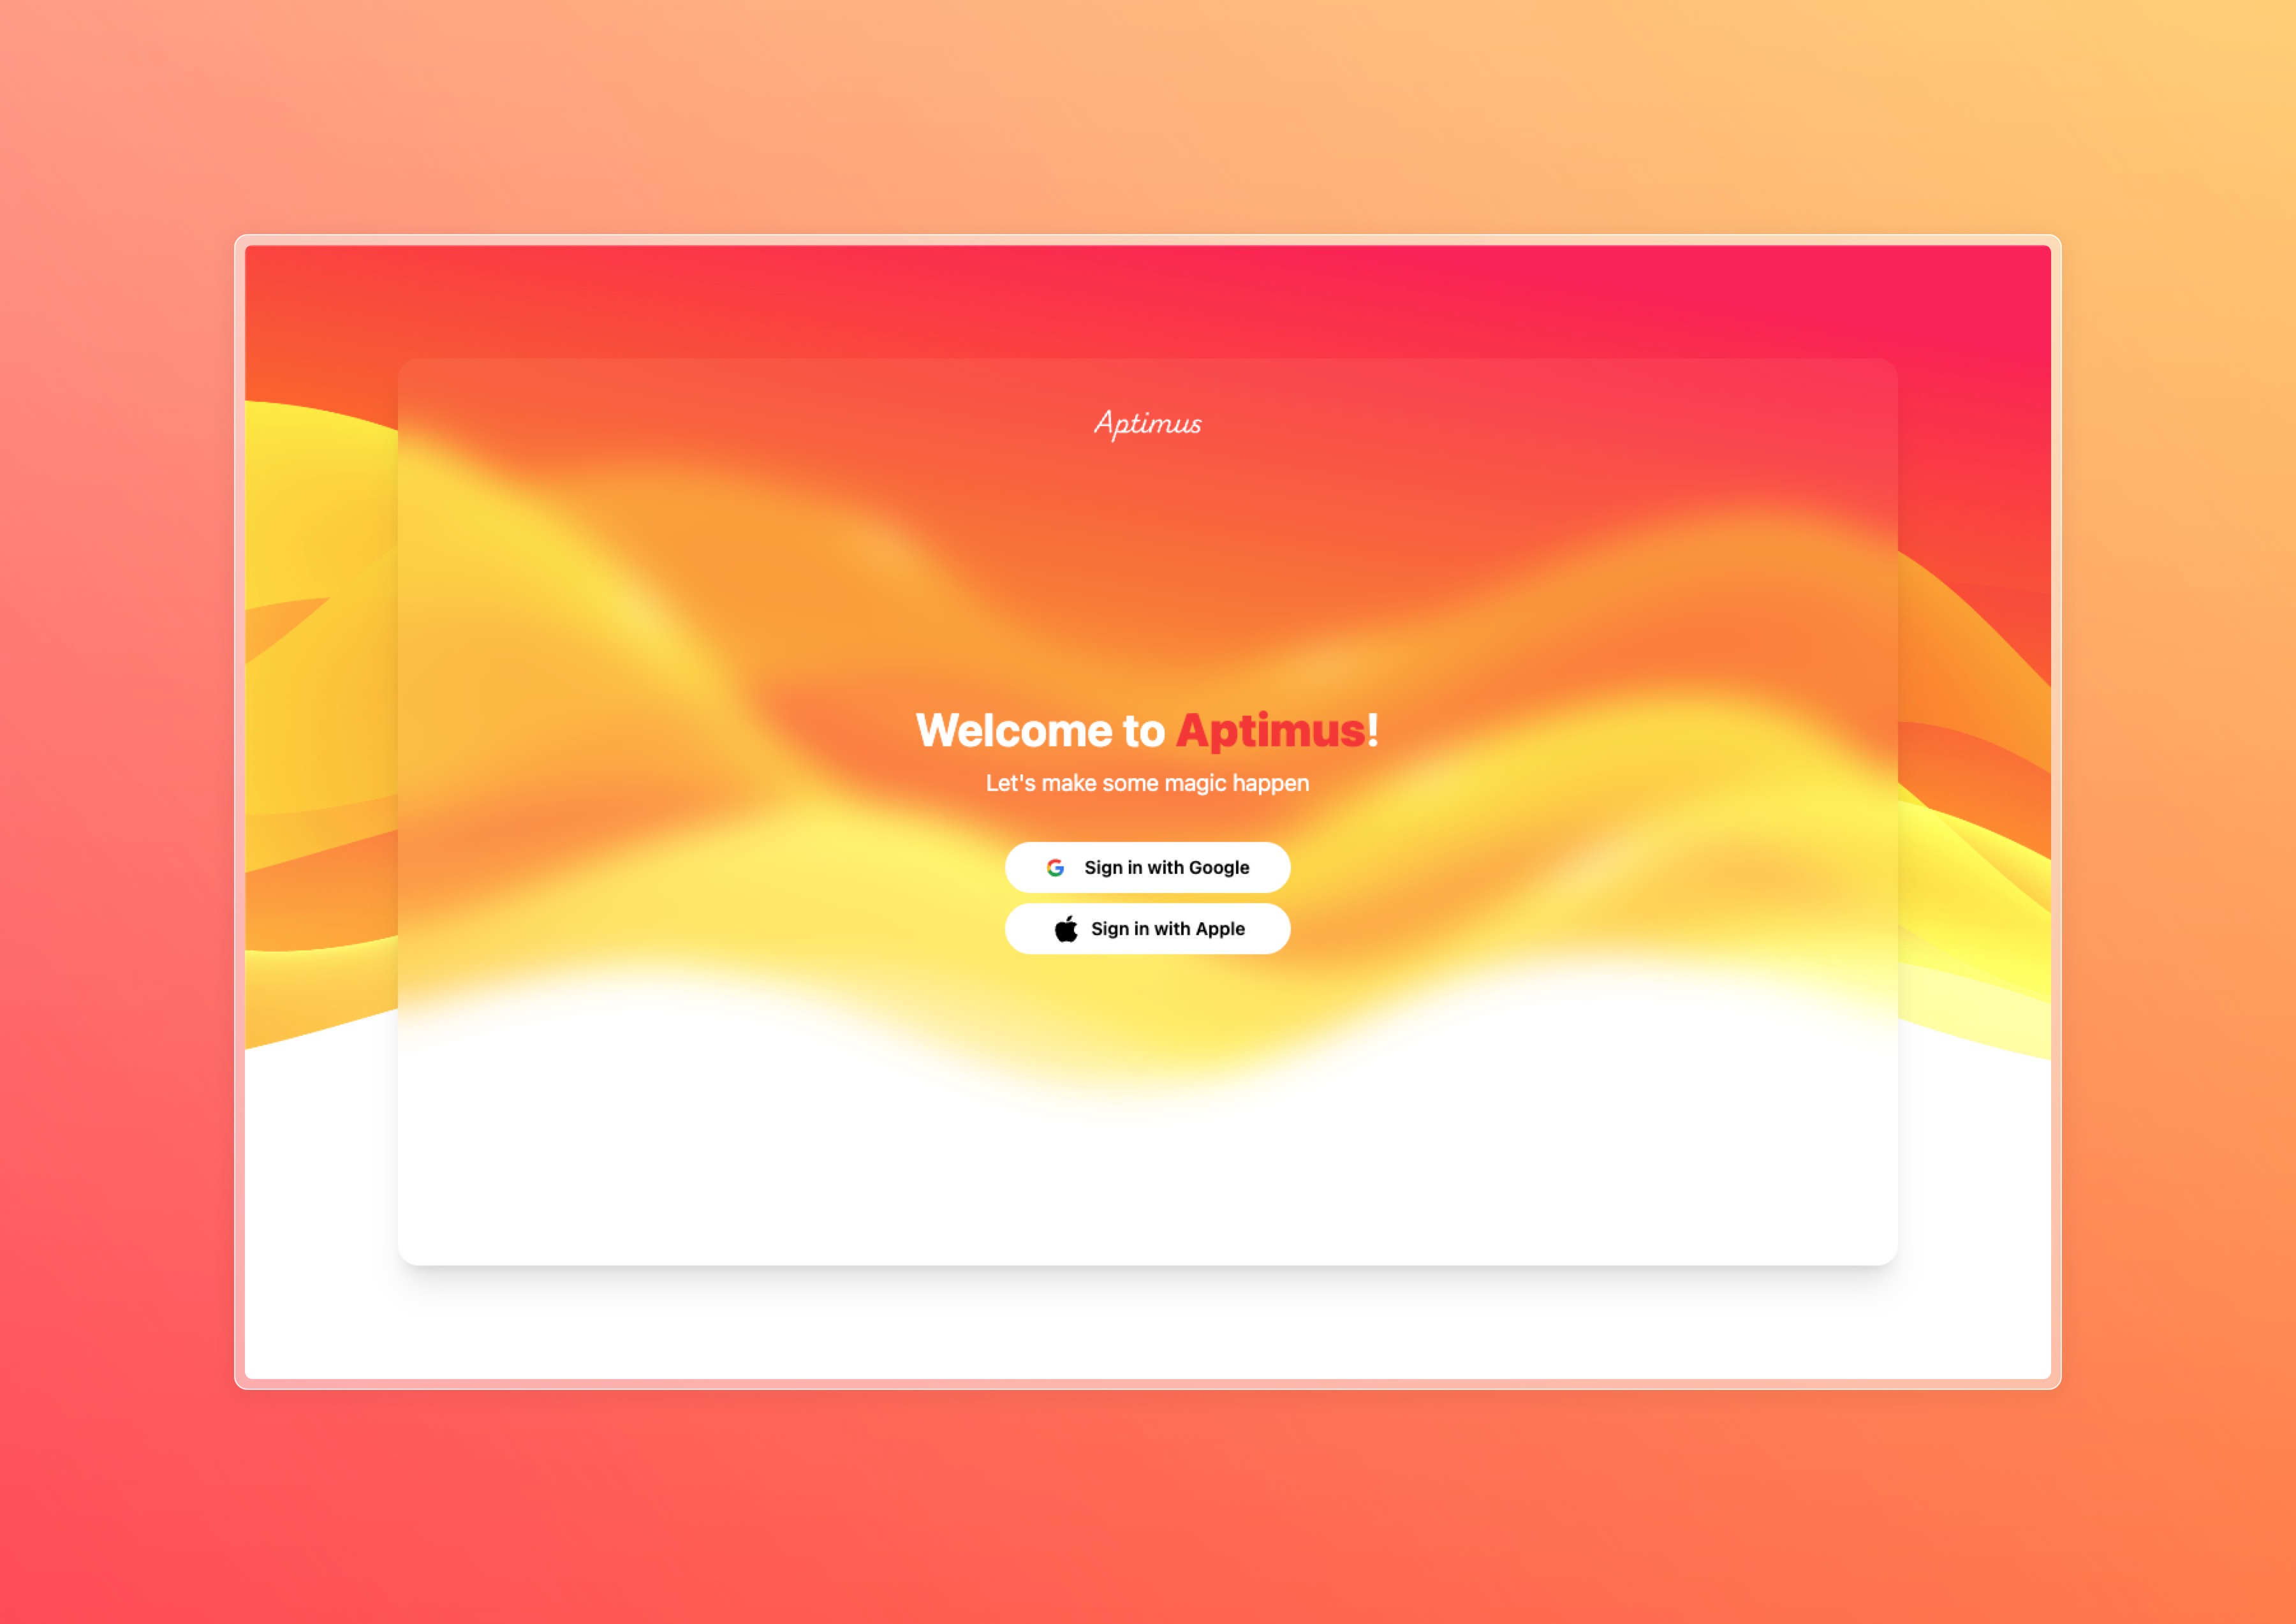 Aptimus
Welcome to Aptimus!
Let's make some magic happen
Sign in with Google
Sign in with Apple